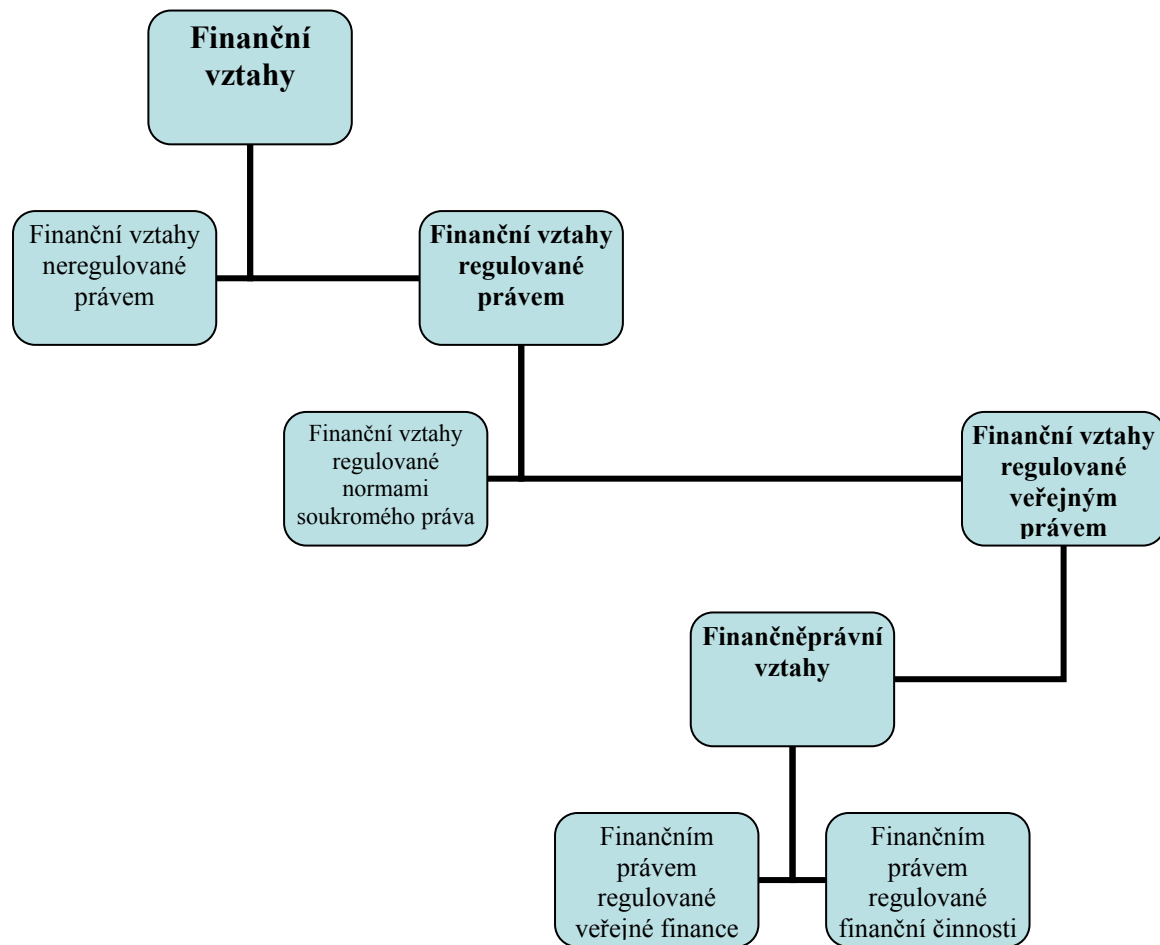 Finanční
vztahy
Finanční vztahy
neregulované
právem
Finanční vztahy
regulované
právem
Finanční vztahy
regulované
normami
soukromého práva
Finanční vztahy
regulované
veřejným
právem
Finančněprávní
vztahy
Finančním
právem
regulované
veřejné finance
Finančním
právem
regulované
finanční činnosti